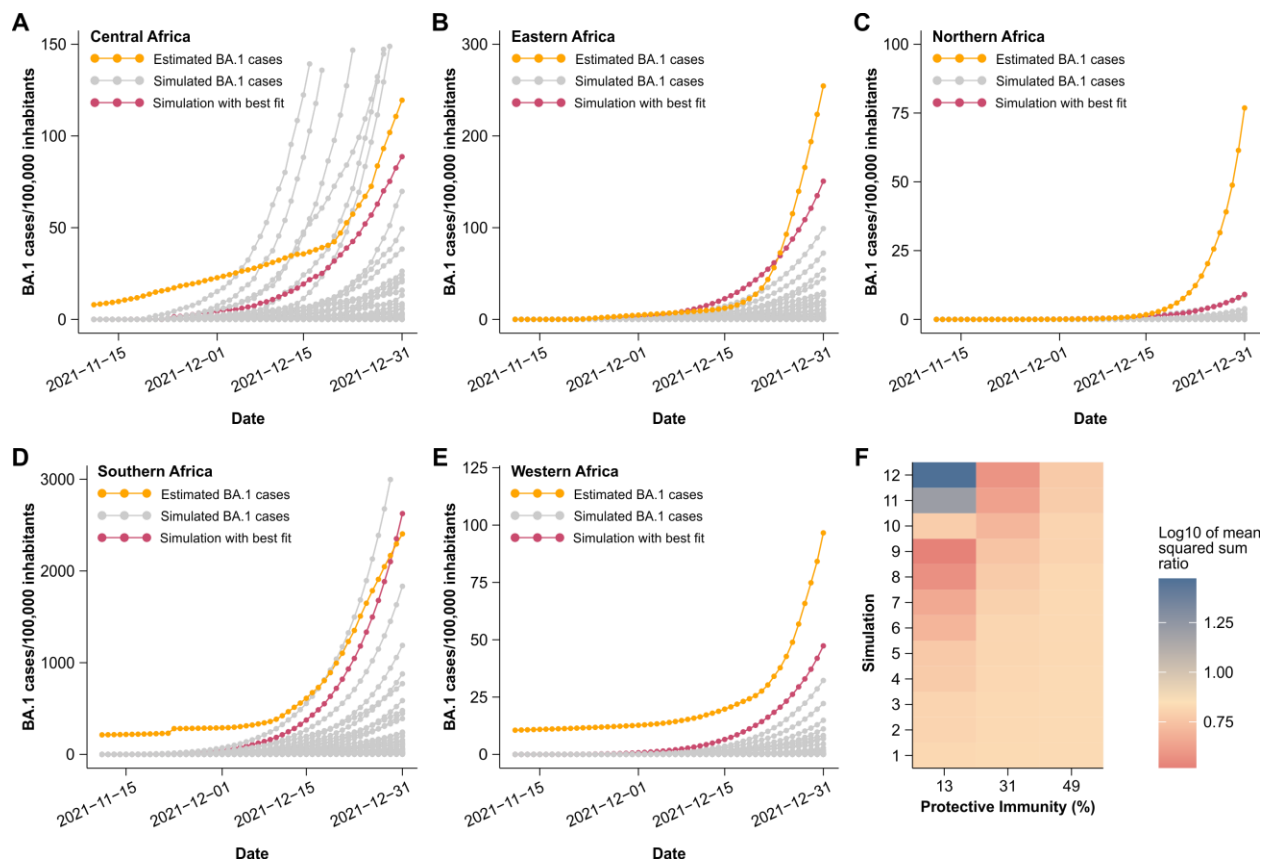 A
Central Africa
Estimated BA.1 cases
Simulated BA.1 cases
Simulation with best fit
BA.1 cases/100,000 inhabitants
150
100
50
0
2021−11−15
2021−12−01
2021−12−15
2021−12−31
Date
B
Eastern Africa
Estimated BA.1 cases
Simulated BA.1 cases
Simulation with best fit
BA.1 cases/100,000 inhabitants
300
200
100
0
2021−11−15
2021−12−01
2021−12−15
2021−12−31
Date
C
Northern Africa
Estimated BA.1 cases
Simulated BA.1 cases
Simulation with best fit
BA.1 cases/100,000 inhabitants
100
75
50
25
0
2021−11−15
2021−12−01
2021−12−15
2021−12−31
Date
D
Southern Africa
Estimated BA.1 cases
Simulated BA.1 cases
Simulation with best fit
BA.1 cases/100,000 inhabitants
3000
2000
1000
0
2021−11−15
2021−12−01
2021−12−15
2021−12−31
Date
E
Western Africa
Estimated BA.1 cases
Simulated BA.1 cases
Simulation with best fit
BA.1 cases/100,000 inhabitants
125
100
75
50
25
0
2021−11−15
2021−12−01
2021−12−15
2021−12−31
Date
F
Simulation
12
11
10
9
8
7
6
5
4
3
2
1
13
31
49
Protective Immunity (%)
Log10 of mean
squared sum
ratio
1.25
1.00
0.75